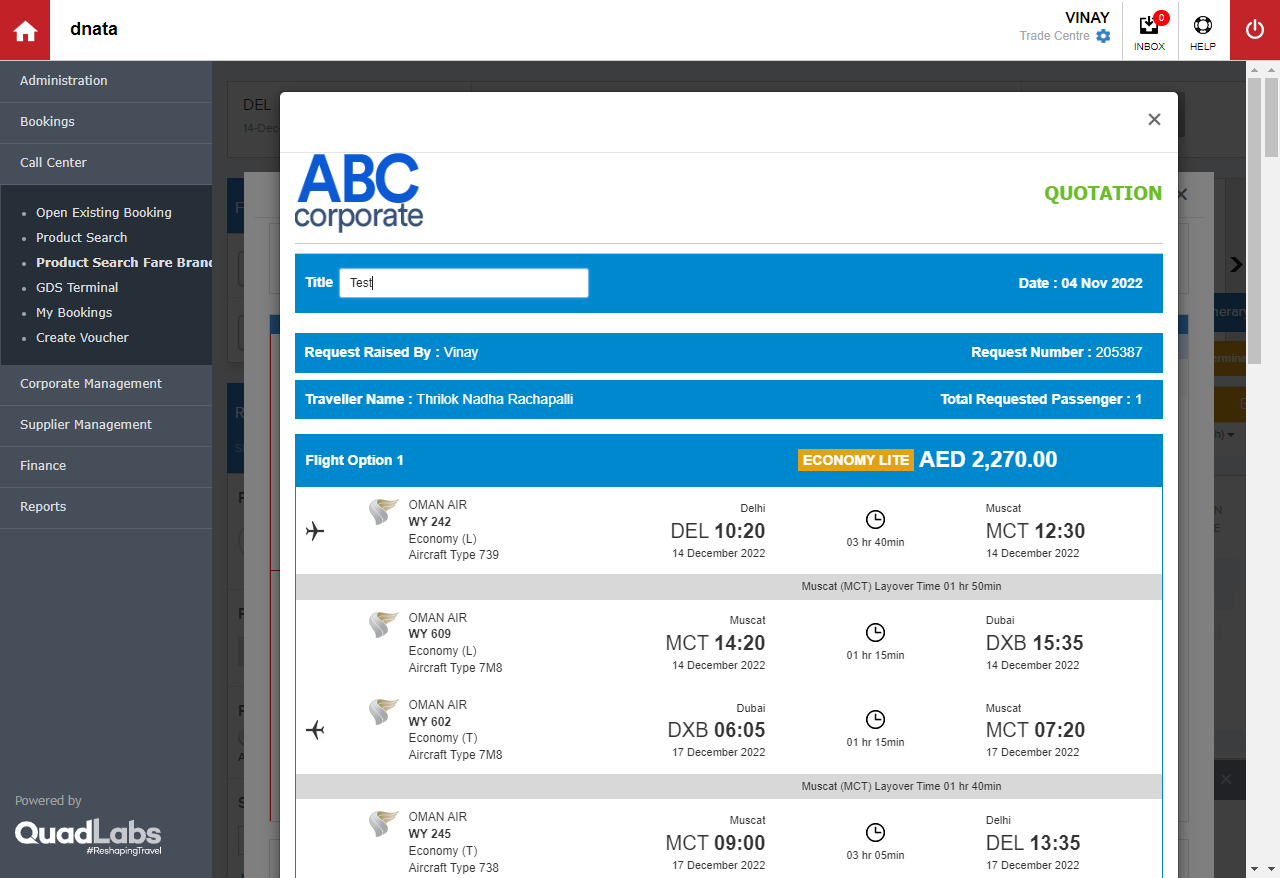 dnata
VINAY
Trade Centre
0
INBOX
HELP
Administration
Bookings
Call Center
Open Existing Booking
Product Search
Product Search Fare Brand
GDS Terminal
My Bookings
Create Voucher
Corporate Management
Supplier Management
Finance
Reports
Powered by
QuadLabs
#ReshapingTravel
DEL
14-Dec
×
ABC
corporate
QUOTATION
Title Test
Date : 04 Nov 2022
Request Raised By : Vinay
Request Number : 205387
Traveller Name : Thrilok Nadha Rachapalli
Total Requested Passenger : 1
Flight Option 1
ECONOMY LITE AED 2,270.00
OMAN AIR
WY 242
Economy (L)
Aircraft Type 739
Delhi
DEL 10:20
14 December 2022
03 hr 40min
Muscat
MCT 12:30
14 December 2022
Muscat (MCT) Layover Time 01 hr 50min
OMAN AIR
WY 609
Economy (L)
Aircraft Type 7M8
Muscat
MCT 14:20
14 December 2022
01 hr 15min
Dubai
DXB 15:35
14 December 2022
OMAN AIR
WY 602
Economy (T)
Aircraft Type 7M8
Dubai
DXB 06:05
17 December 2022
01 hr 15min
Muscat
MCT 07:20
17 December 2022
Muscat (MCT) Layover Time 01 hr 40min
OMAN AIR
WY 245
Economy (T)
Aircraft Type 738
Muscat
MCT 09:00
17 December 2022
03 hr 05min
Delhi
DEL 13:35
17 December 2022